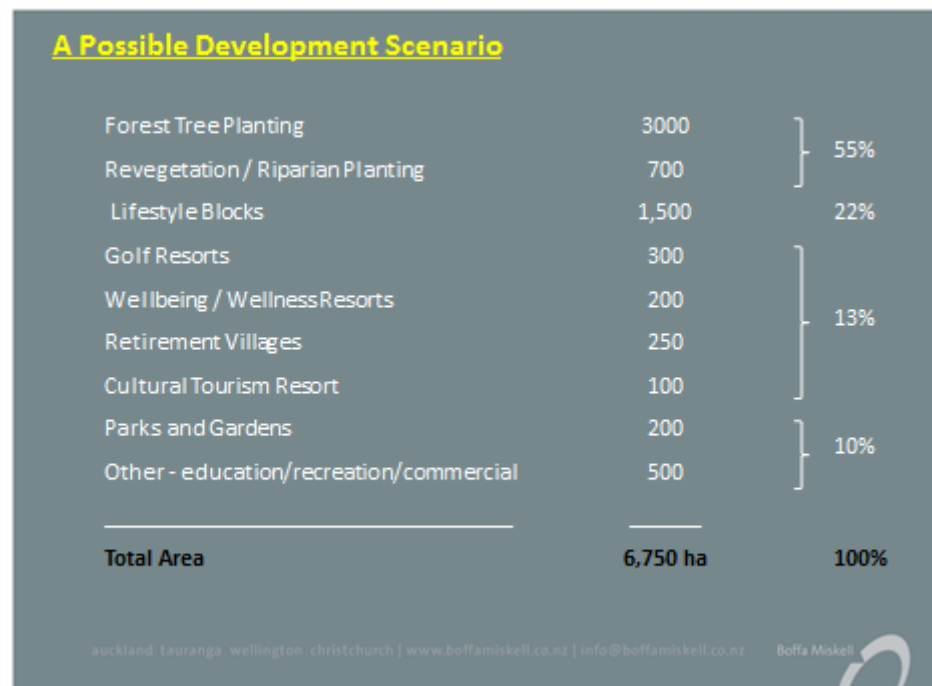 A Possible Development Scenario
Forest Tree Planting 3000
55%
Revegetation / Riparian Planting 700
Lifestyle Blocks 1,500 22%
Golf Resorts 300
Wellbeing / Wellness Resorts 200
13%
Retirement Villages 250
Cultural Tourism Resort 100
Parks and Gardens 200
10%
Other - education/recreation/commercial 500
Total Area 6,750 ha 100%
auckland tauranga wellington christchurch | www.boffamiskell.co.nz | info@boffamiskell.co.nz Boffa Miskell